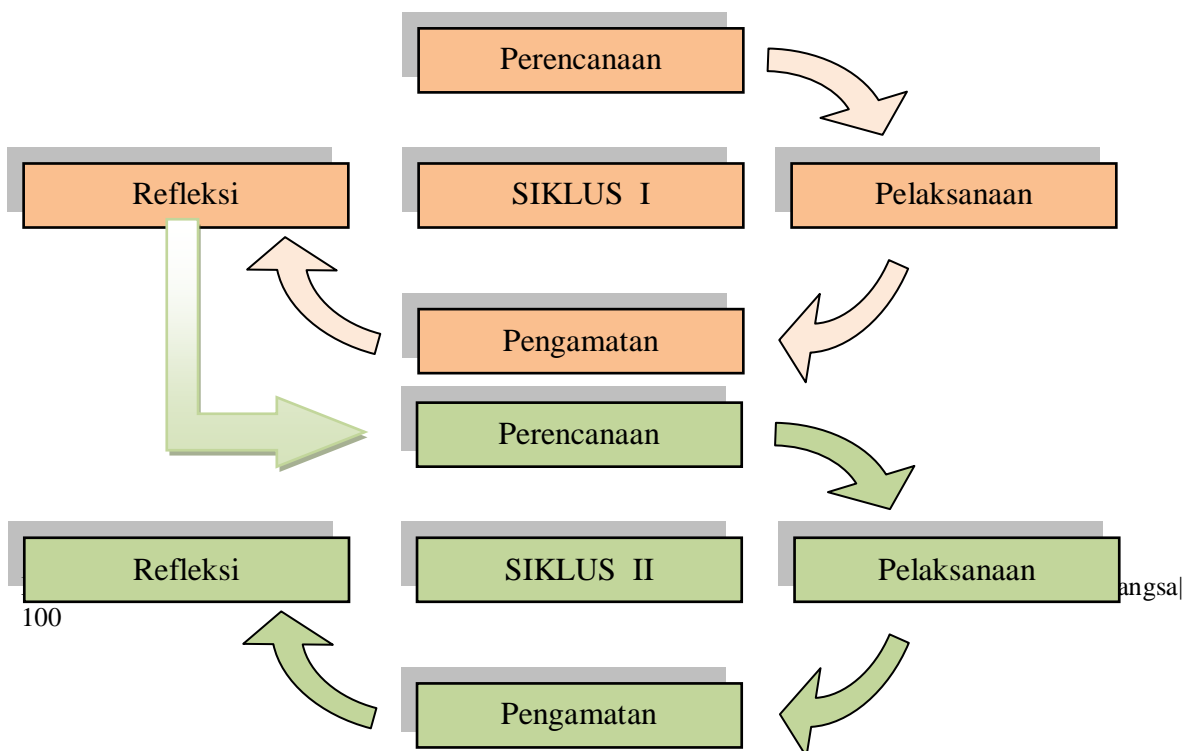 Perencanaan
Refleksi
SIKLUS I
Pelaksanaan
Pengamatan
Perencanaan
Refleksi
SIKLUS II
Pelaksanaan
angsa|
100
Pengamatan